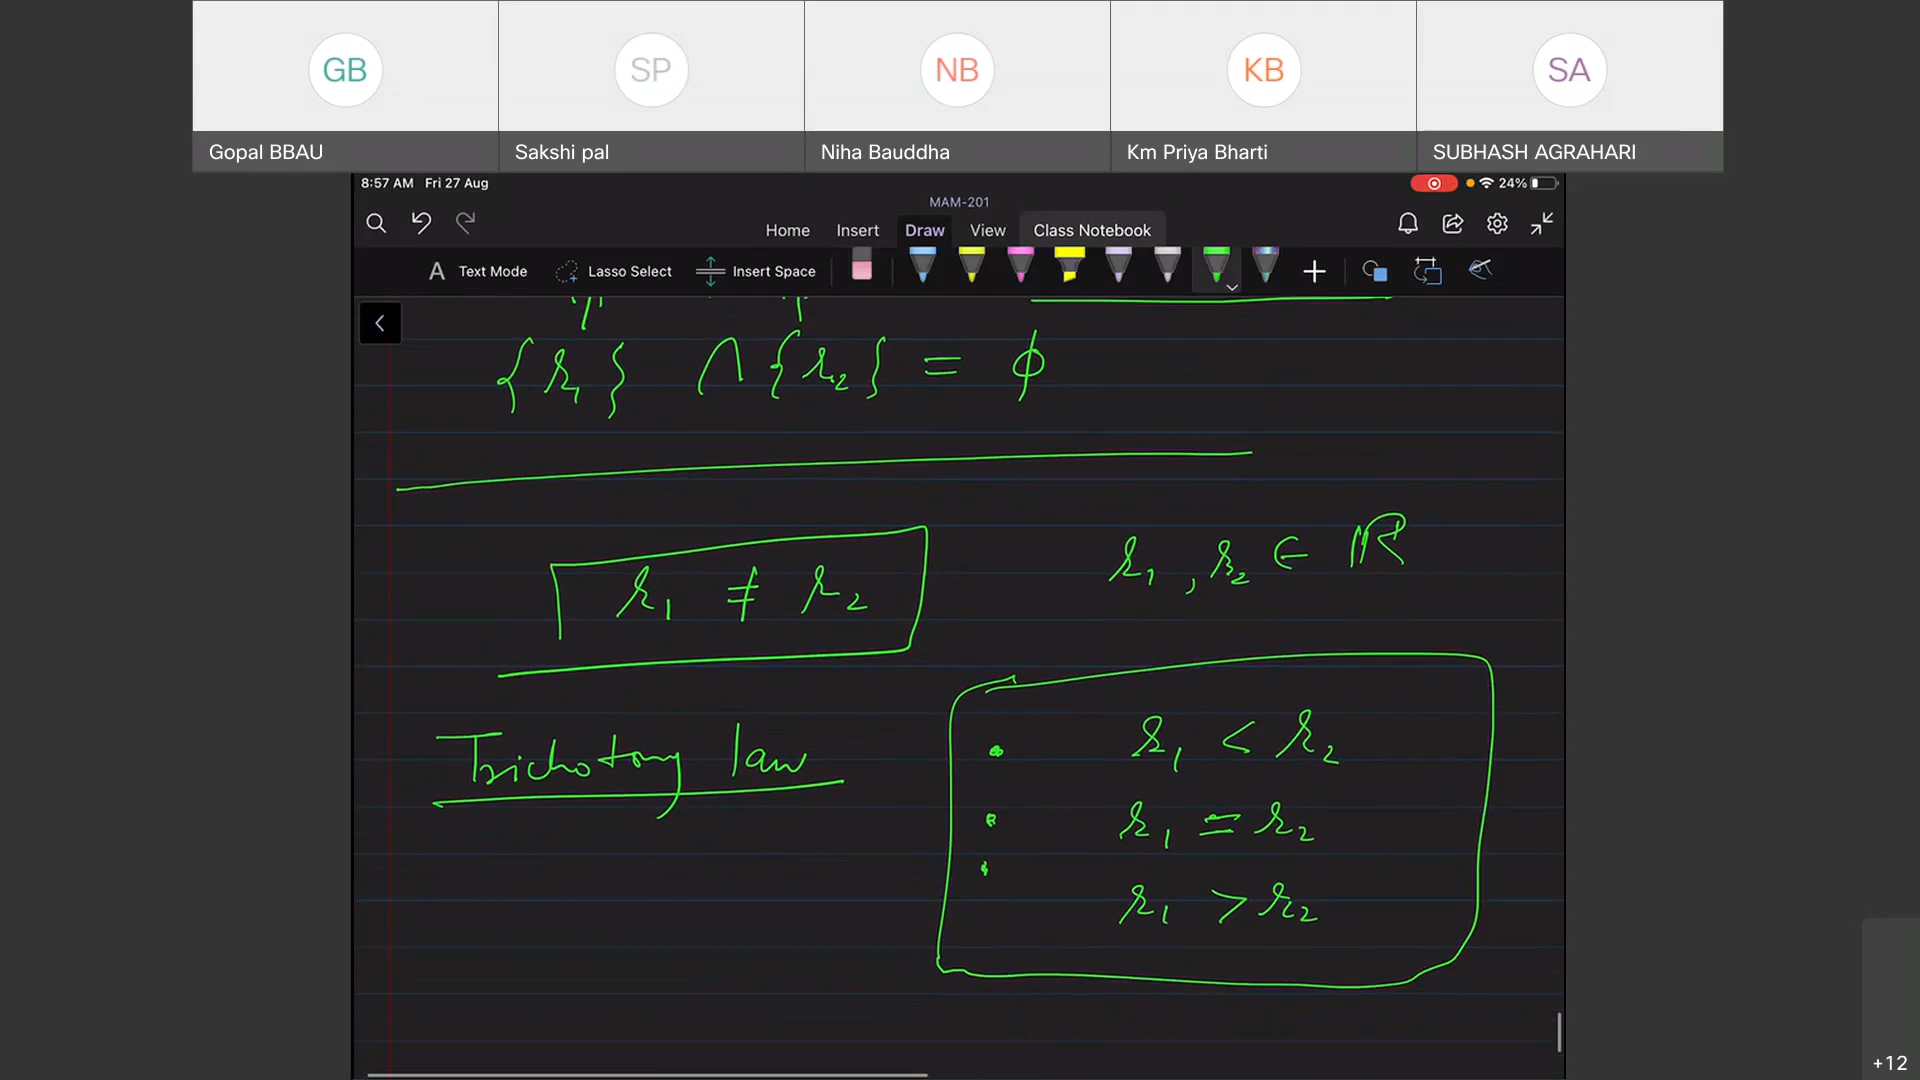 GB SP NB KB SA
Gopal BBAU Sakshi pal Niha Bauddha Km Priya Bharti SUBHASH AGRAHARI
8:57 AM Fri 27 Aug 24%
MAM-201
Home Insert Draw View Class Notebook
A Text Mode Lasso Select Insert Space
{r₁} ∩ {r₂} = ϕ
r₁ ≠ r₂
r₁, r₂ ∈ ℝ
Trichotomy law
• r₁ < r₂
• r₁ = r₂
• r₁ > r₂
+12